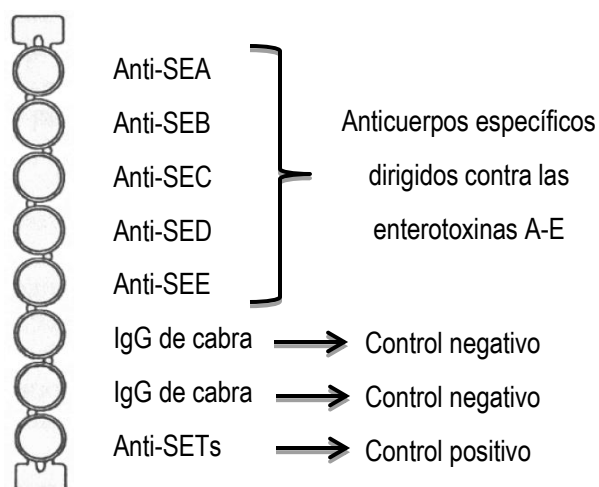 Anti-SEA
Anti-SEB
Anti-SEC
Anti-SED
Anti-SEE
Anticuerpos específicos
dirigidos contra las
enterotoxinas A-E
IgG de cabra
Control negativo
IgG de cabra
Control negativo
Anti-SETs
Control positivo